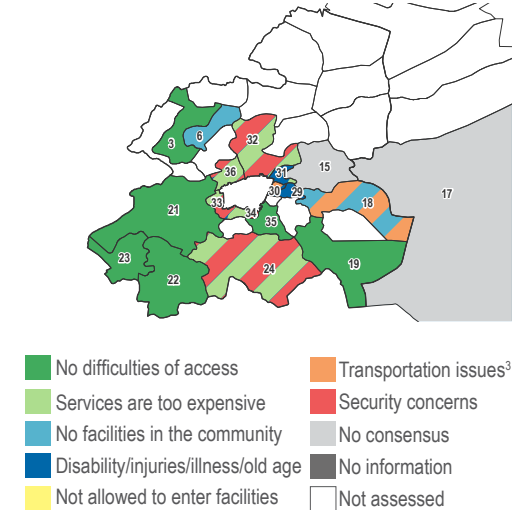 32
6
3
31
15
36
17
30
29
33
18
21
34
35
23
24
19
22
No difficulties of access
Services are too expensive
No facilities in the community
Disability/injuries/illness/old age
Not allowed to enter facilities
Transportation issues³
Security concerns
No consensus
No information
Not assessed